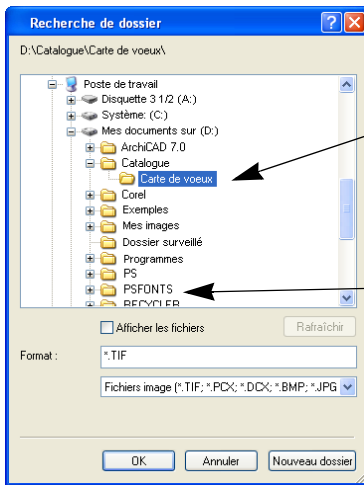 Recherche de dossier
D:\Catalogue\Carte de voeux\
Poste de travail
Disquette 3 1/2 (A:)
Système: (C:)
Mes documents sur (D:)
ArchiCAD 7.0
Catalogue
Carte de voeux
Corel
Exemples
Mes images
Dossier surveillé
Programmes
PS
PSFONTS
RECYCLER
Afficher les fichiers
Rafraîchir
Format :
*.TIF
Fichiers image (*.TIF; *.PCX; *.DCX; *.BMP; *.JPG
OK
Annuler
Nouveau dossier